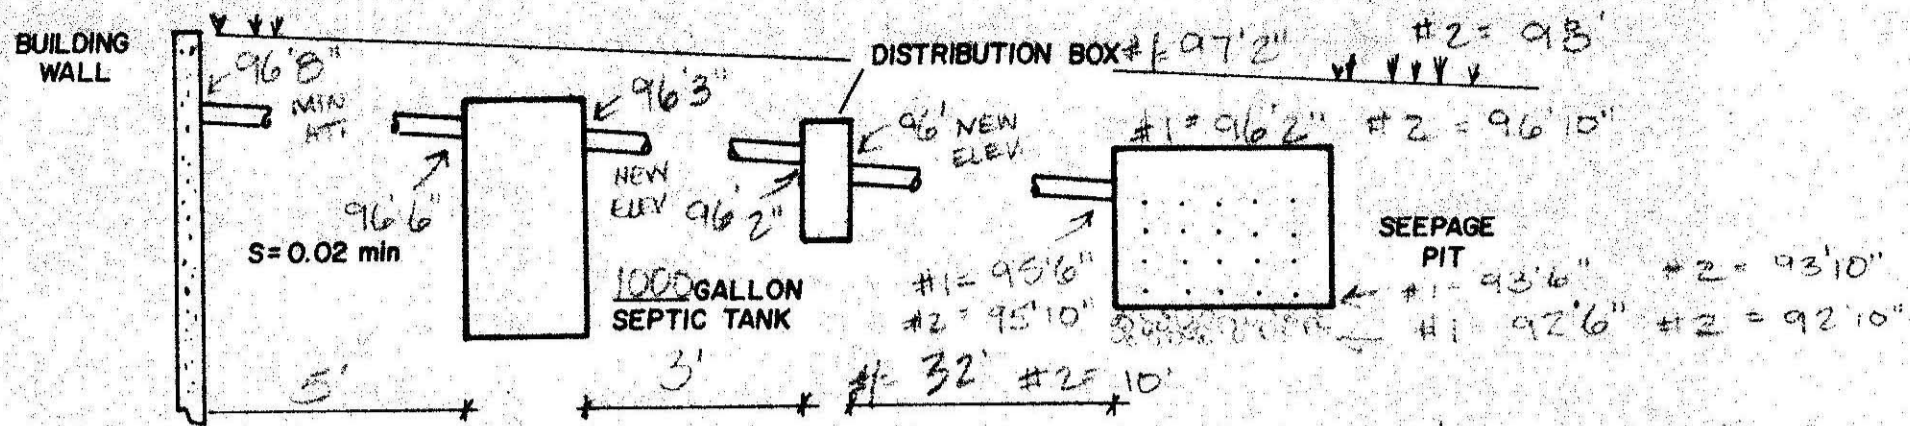 BUILDING
WALL
96'8"
MIN
DISTRIBUTION BOX
#1= 97'2" #2= 98'
96'3"
96' NEW
ELEV.
#1= 96'2" #2= 96'10"
96'6"
NEW
ELEV
96'2"
S=0.02 min
1000 GALLON
SEPTIC TANK
#1= 95'6"
#2= 95'10"
SEEPAGE
PIT
#1= 93'6" #2= 93'10"
#1= 92'6" #2= 92'10"
5'
3'
#1= 32' #2= 10'